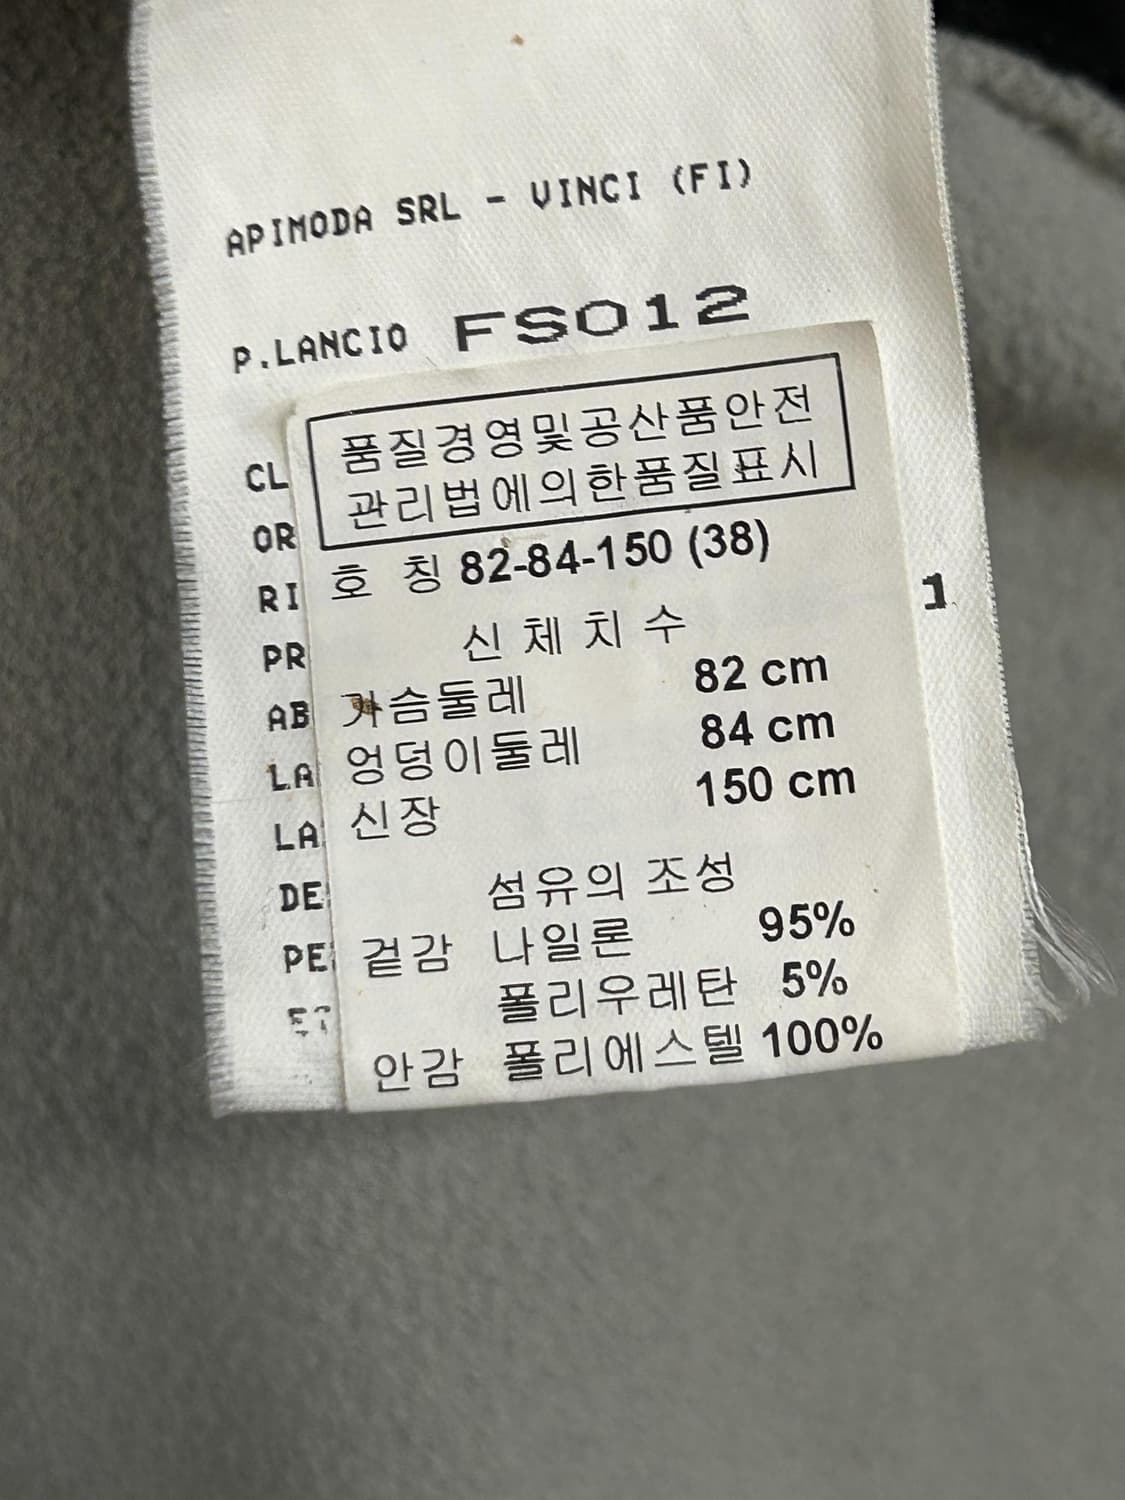 APIMODA SRL - VINCI (FI)
P.LANCIO FS012
품질경영및공산품안전
관리법에의한품질표시
CL
OR
RI
PR
AB
LA
LA
DE
PE
호 칭 82-84-150 (38)
1
신 체 치 수
가슴둘레 82 cm
엉덩이둘레 84 cm
신장 150 cm
섬유의 조성
겉감 나일론 95%
폴리우레탄 5%
안감 폴리에스텔 100%